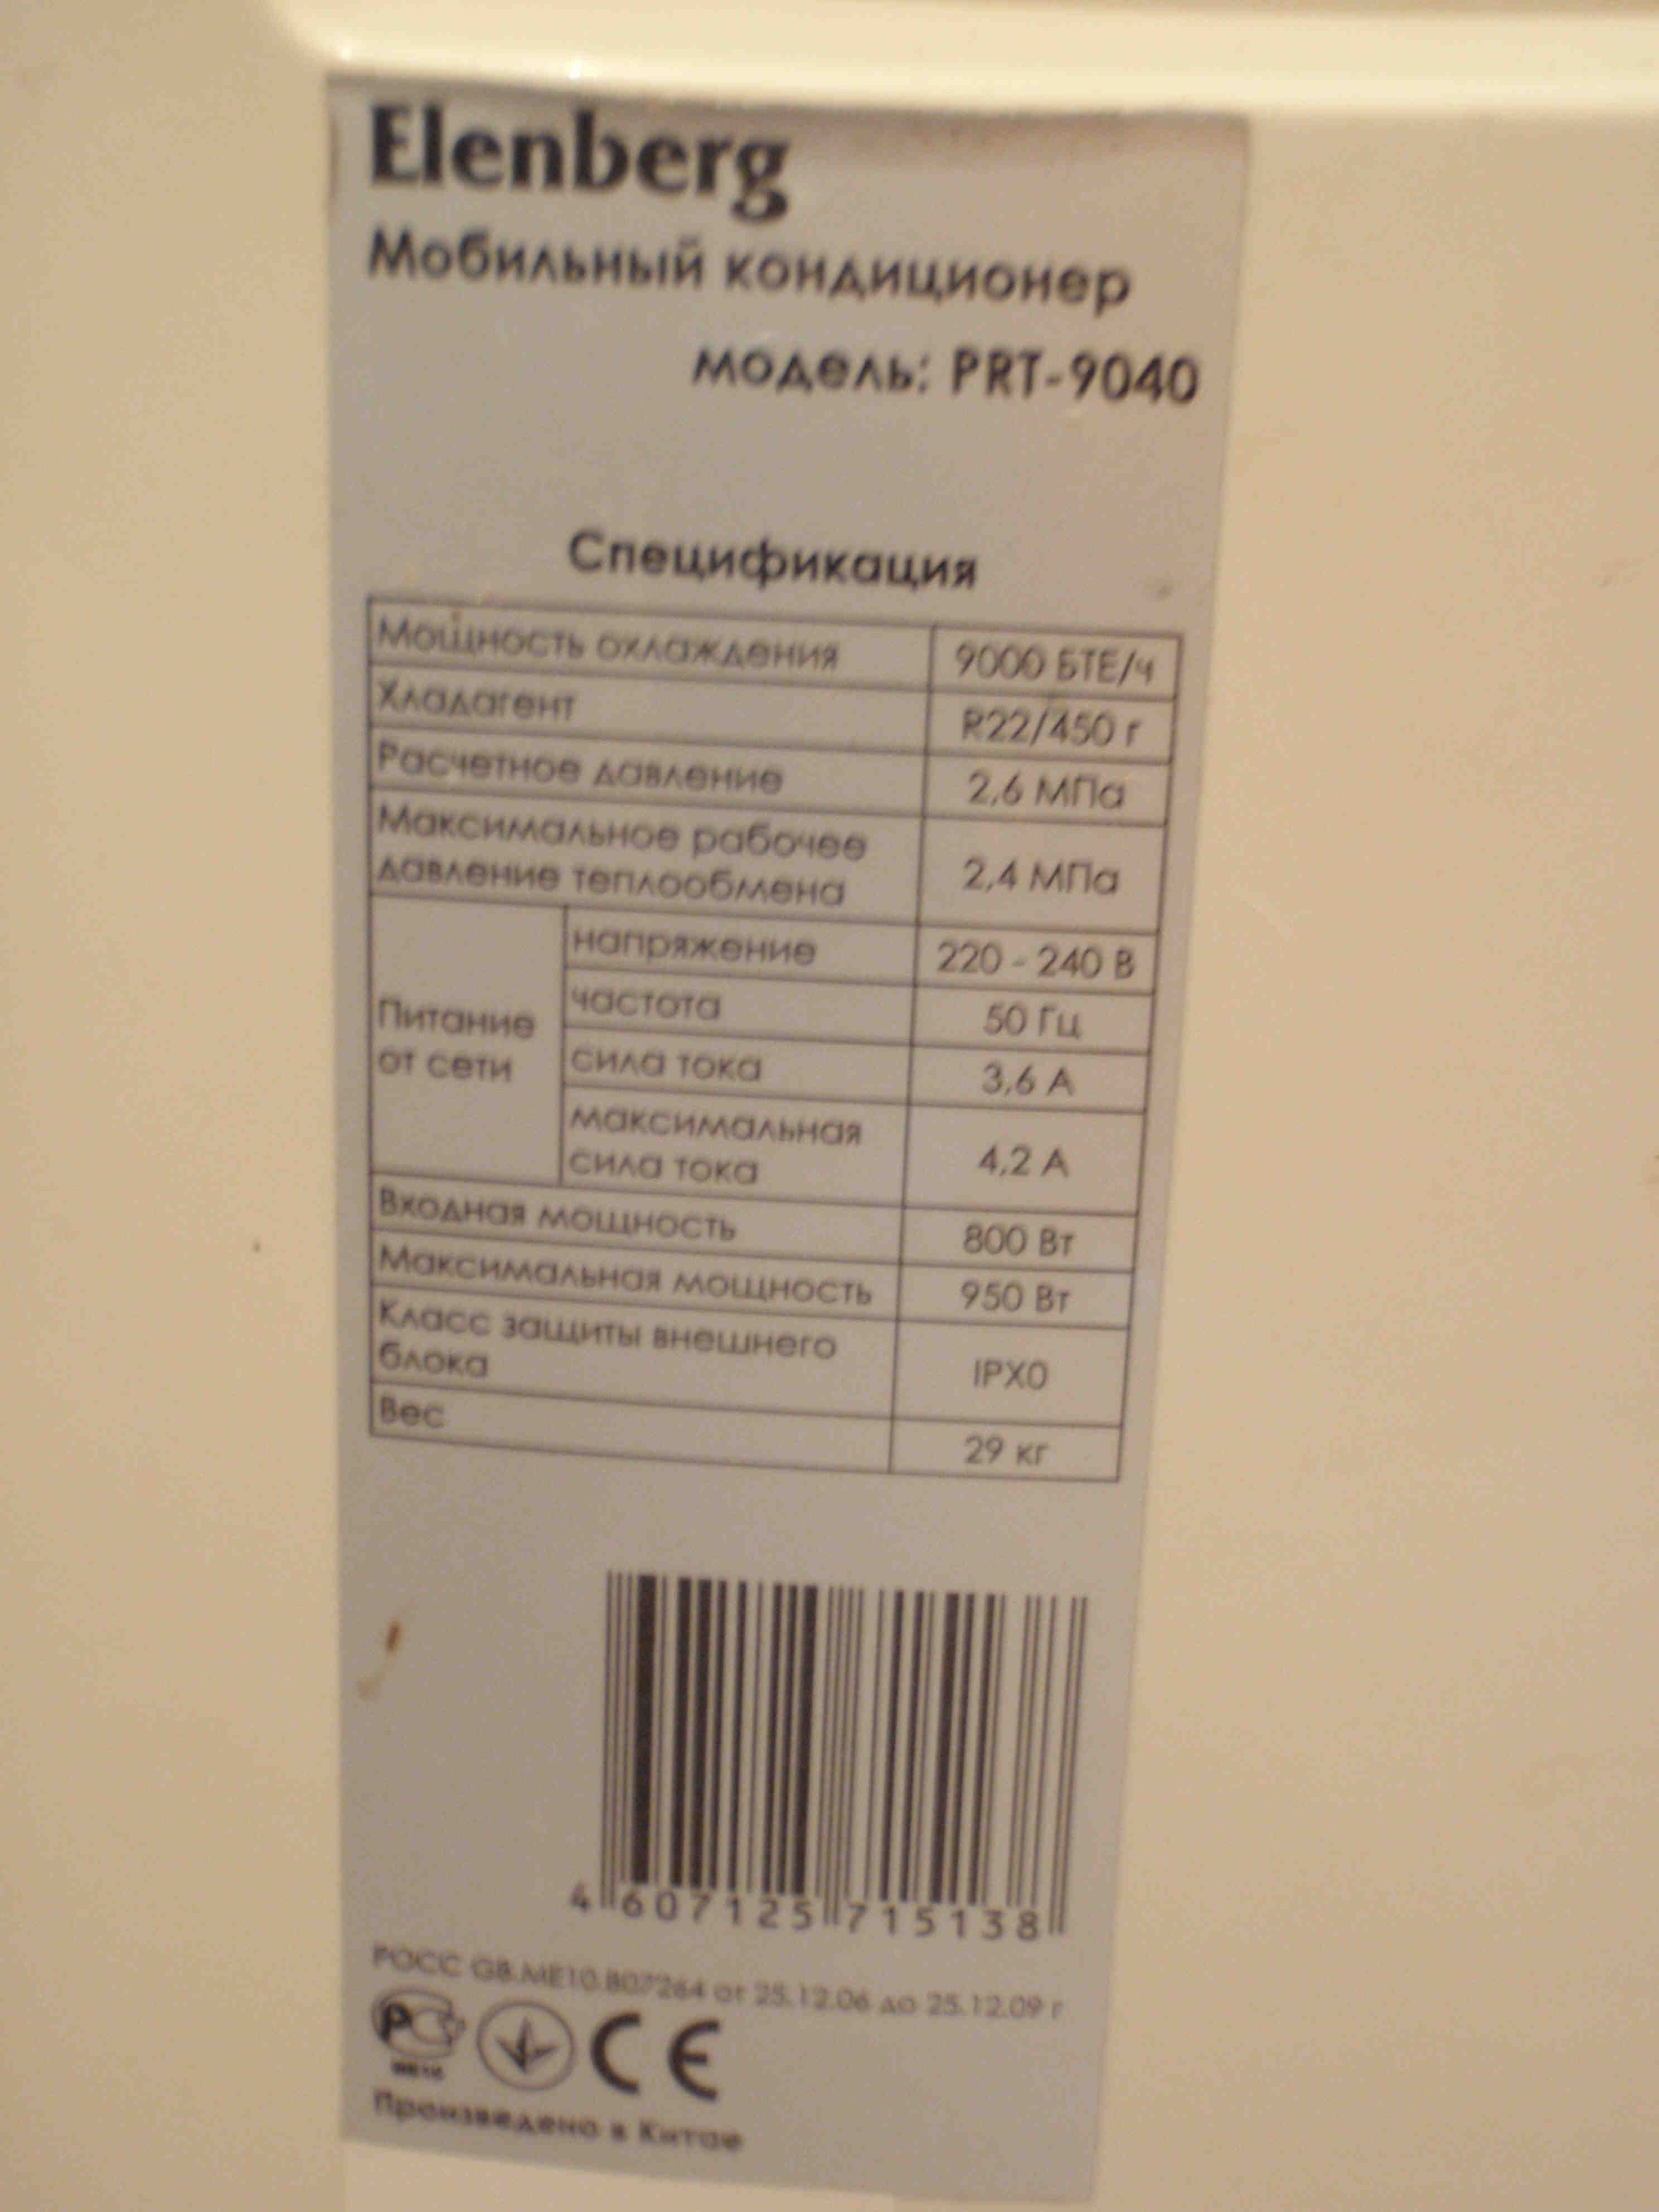 Elenberg
Мобильный кондиционер
модель: PRT-9040
Спецификация
Мощность охлаждения 9000 БТЕ/ч
Хладагент R22/450 г
Расчетное давление 2,6 МПа
Максимальное рабочее
давление теплообмена 2,4 МПа
Питание
от сети
напряжение 220 - 240 В
частота 50 Гц
сила тока 3,6 А
максимальная
сила тока 4,2 А
Входная мощность 800 Вт
Максимальная мощность 950 Вт
Класс защиты внешнего
блока IPX0
Вес 29 кг
4 607125 715138
РОСС GB.ME10.B07264 от 25.12.06 до 25.12.09 г
РС CE
Произведено в Китае